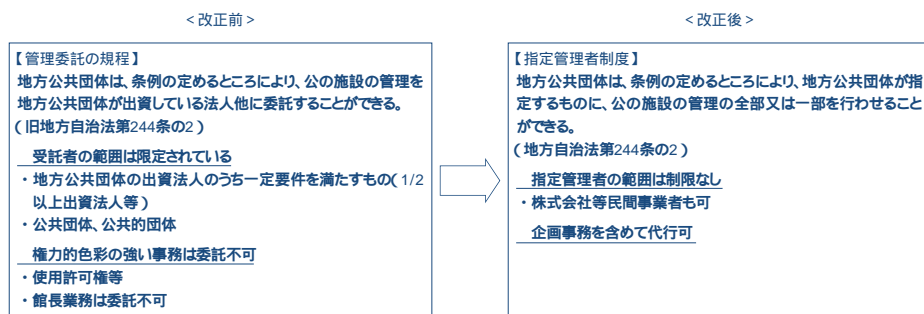 <改正前>
【管理委託の規程】
地方公共団体は、条例の定めるところにより、公の施設の管理を
地方公共団体が出資している法人他に委託することができる。
(旧地方自治法第244条の2)
受託者の範囲は限定されている
・地方公共団体の出資法人のうち一定要件を満たすもの(1/2
以上出資法人等)
・公共団体、公共的団体
権力的色彩の強い事務は委託不可
・使用許可権等
・館長業務は委託不可
<改正後>
【指定管理者制度】
地方公共団体は、条例の定めるところにより、地方公共団体が指
定するものに、公の施設の管理の全部又は一部を行わせること
ができる。
(地方自治法第244条の2)
指定管理者の範囲は制限なし
・株式会社等民間事業者も可
企画事務を含めて代行可